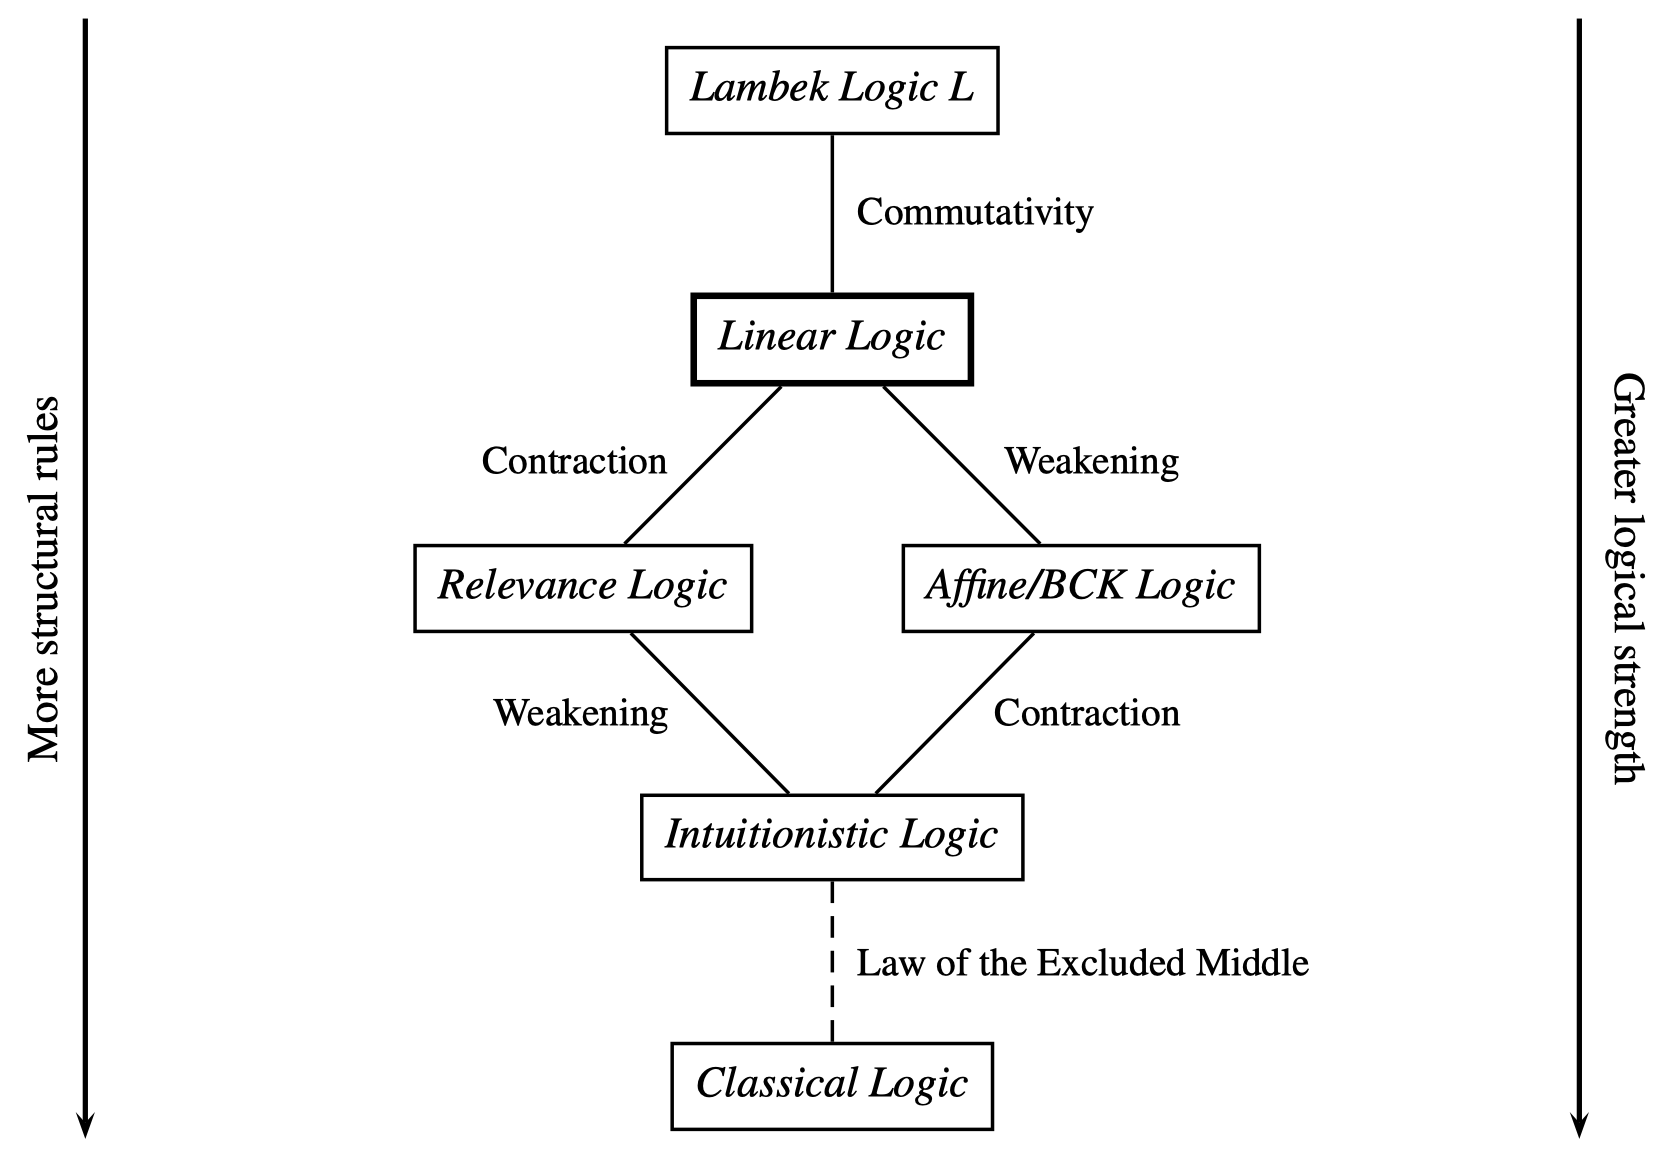 Lambek Logic L
Commutativity
Linear Logic
Contraction
Weakening
Relevance Logic
Affine/BCK Logic
Weakening
Contraction
Intuitionistic Logic
Law of the Excluded Middle
Classical Logic
More structural rules
Greater logical strength